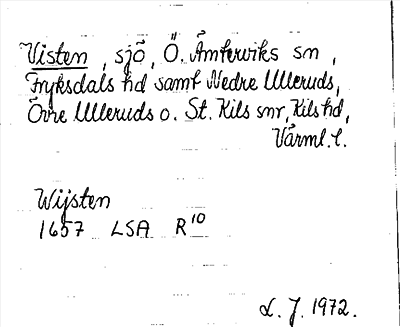 Visten, sjö, Ö. Ämterviks sn,
Fryksdals hd samt Nedre Ulleruds,
Övre Ulleruds o. St. Kils snr, Kils hd,
Värml. l.
Wijsten
1657 LSA R10
L. J. 1972.